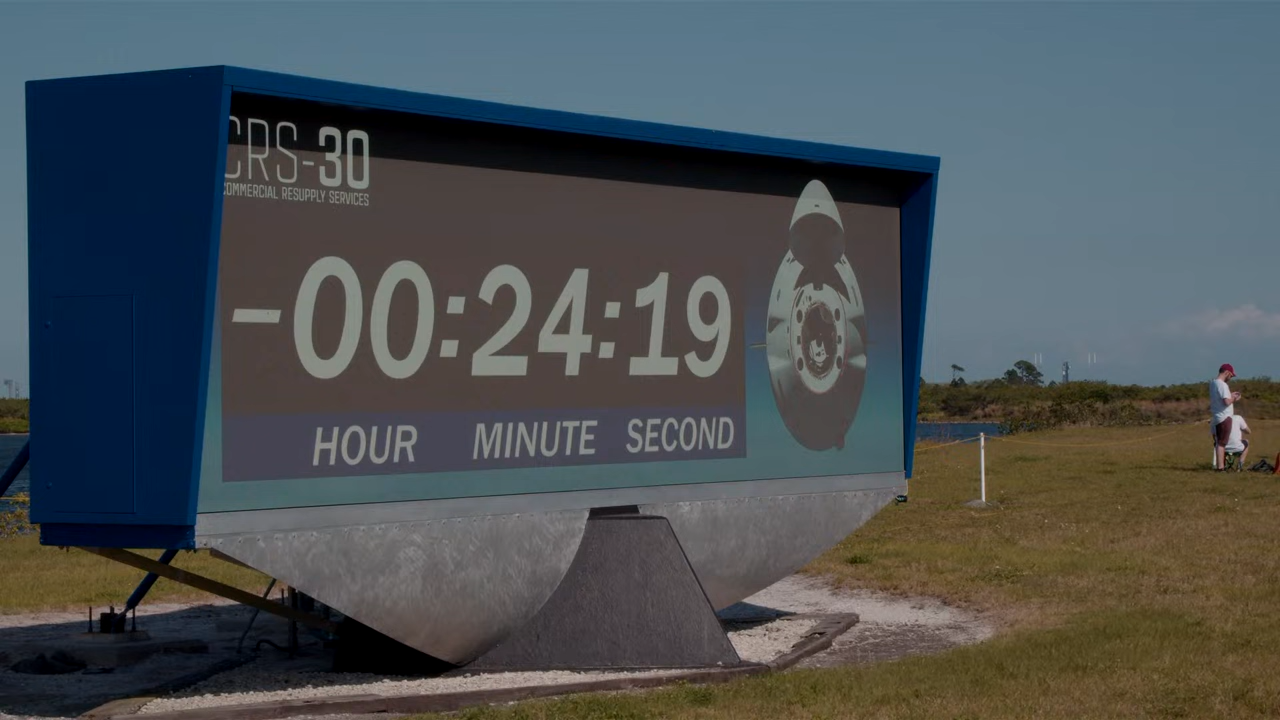 CRS-30
COMMERCIAL RESUPPLY SERVICES
-00:24:19
HOUR MINUTE SECOND